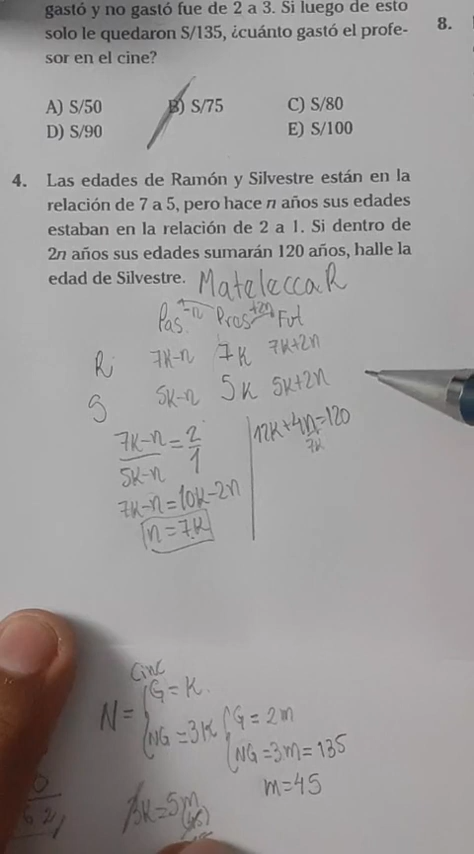 gastó y no gastó fue de 2 a 3. Si luego de esto
solo le quedaron S/135, ¿cuánto gastó el profe-
sor en el cine?
8.
A) S/50 B) S/75 C) S/80
D) S/90 E) S/100
4. Las edades de Ramón y Silvestre están en la
relación de 7 a 5, pero hace n años sus edades
estaban en la relación de 2 a 1. Si dentro de
2n años sus edades sumarán 120 años, halle la
edad de Silvestre. MateleccaR
-n +2n
Pas Pres Fut
R 7k-n 7k 7k+2n
S 5k-n 5k 5k+2n
7k-n = 2
5k-n 1
12k+4n=120
7k
7k-n=10k-2n
n=7k
Cine
N= G=k.
NG=3k G=2m
NG=3m=135
m=45
3k=5m